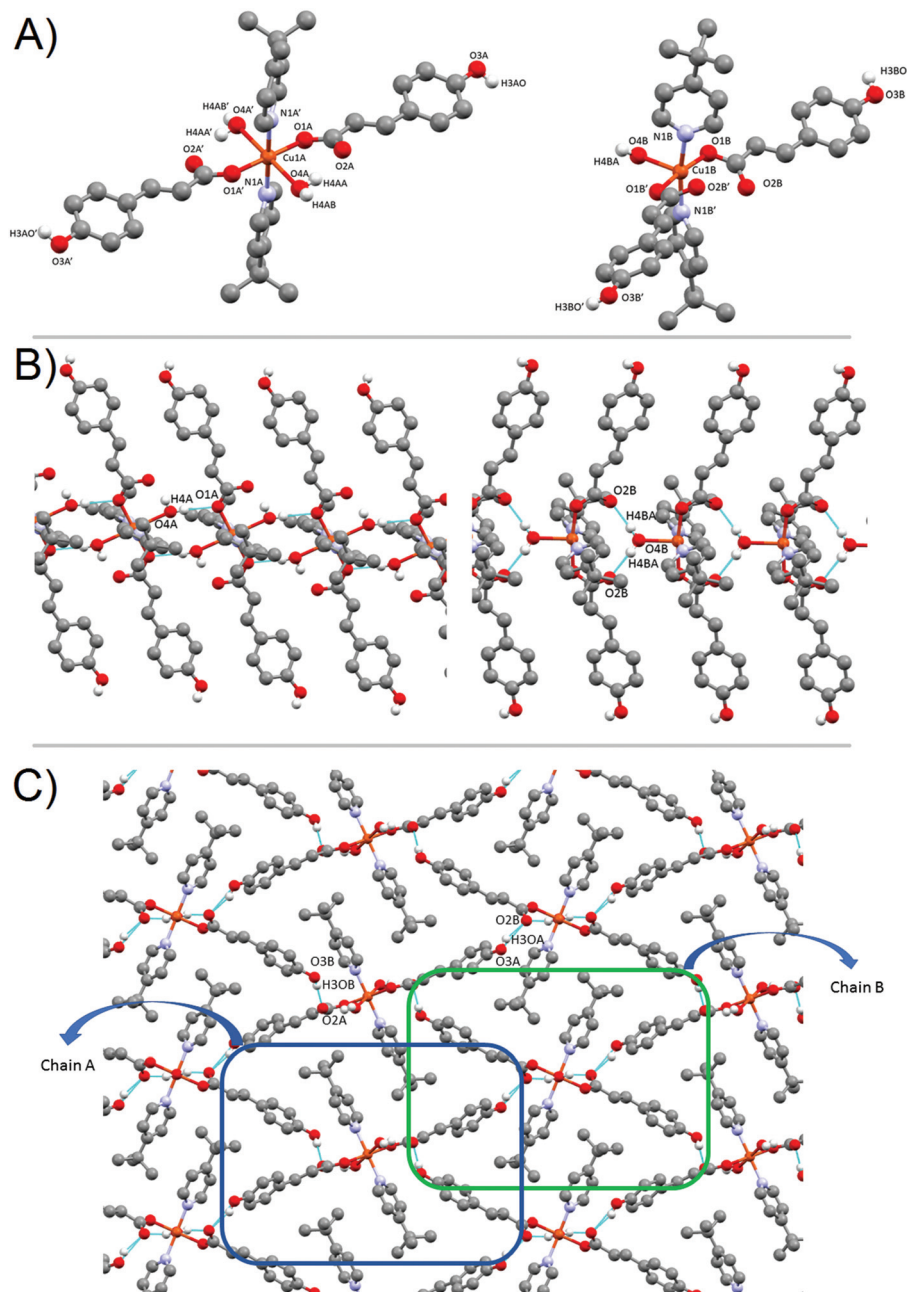 A)
O3A
H3AO
H4AB' O4A' N1A'
H4AA'
O1A
O2A'
Cu1A
O2A
N1A
O4A
O1A'
H4AA
H4AB
H3AO'
O3A'
H3BO
O3B
N1B
O4B
O1B
H4BA
Cu1B
O1B' O2B' O2B
N1B'
H3BO'
O3B'
B)
H4A O1A
O4A
O2B
H4BA
O4B
H4BA
O2B
C)
O2B
H3OA
O3B
O3A
H3OB
O2A
Chain B
Chain A